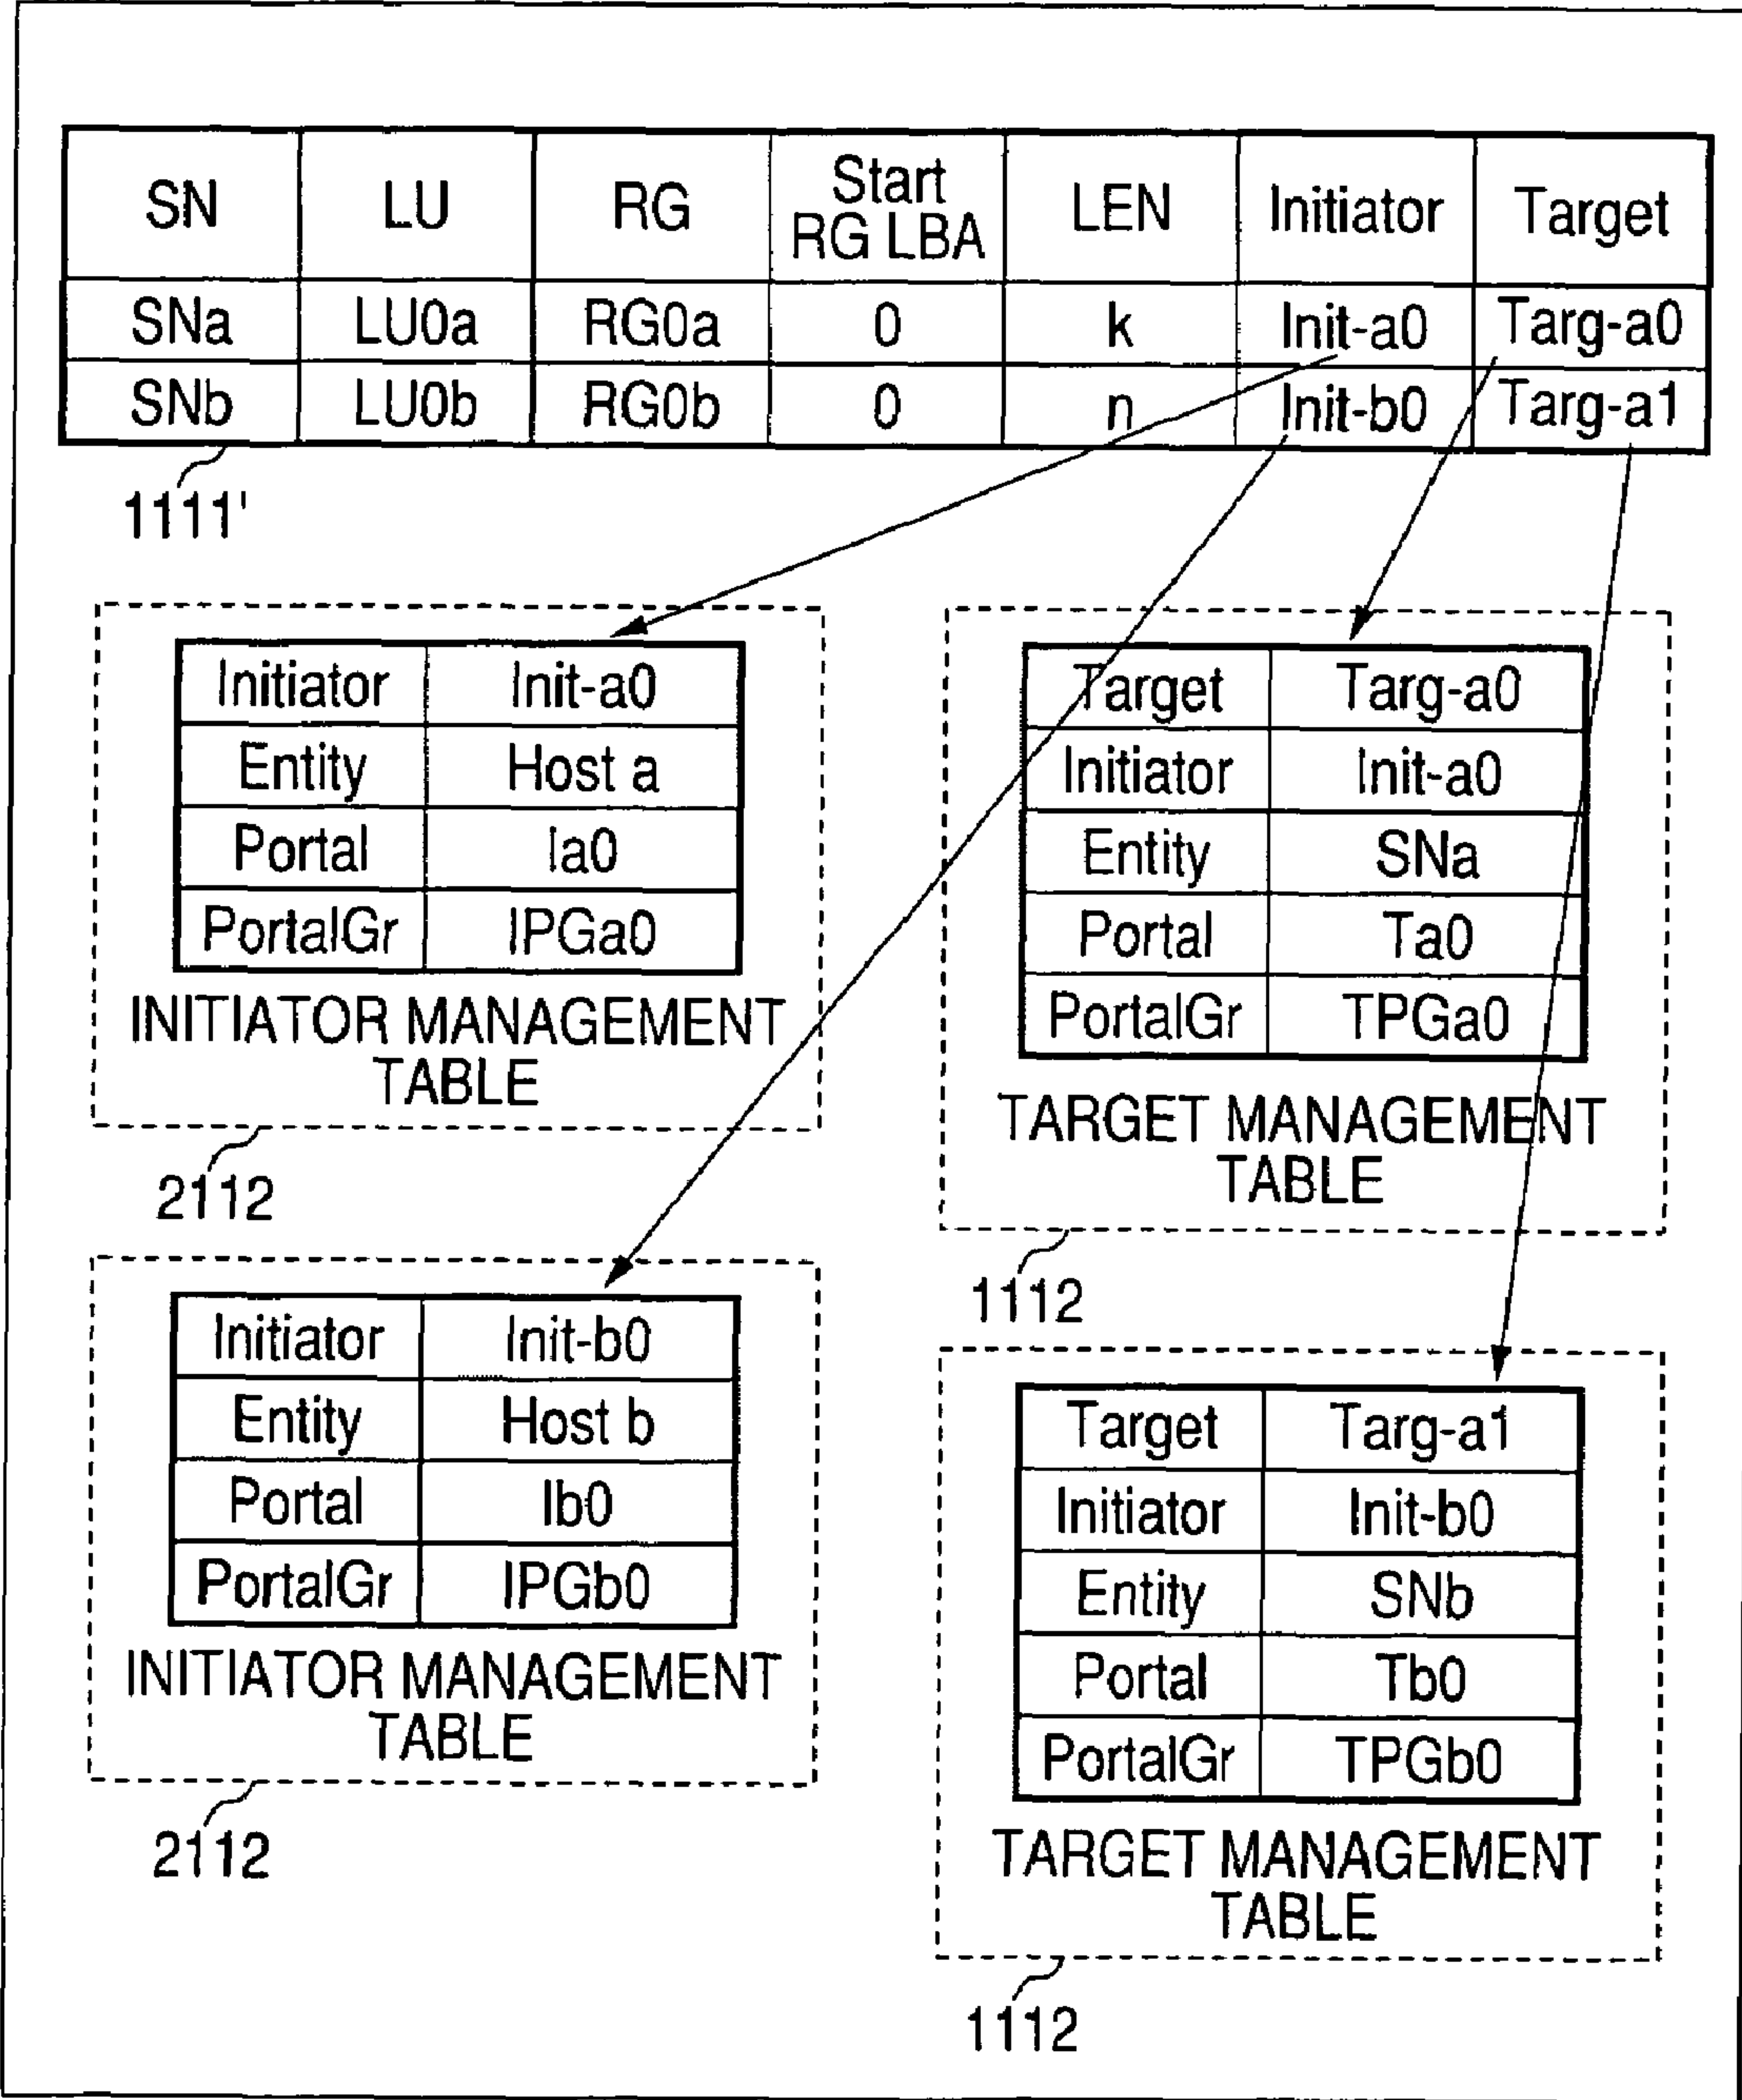 SN LU RG Start RG LBA LEN Initiator Target
SNa LU0a RG0a 0 k Init-a0 Targ-a0
SNb LU0b RG0b 0 n Init-b0 Targ-a1
1111'
Initiator Init-a0
Entity Host a
Portal Ia0
PortalGr IPGa0
INITIATOR MANAGEMENT
TABLE
2112
Target Targ-a0
Initiator Init-a0
Entity SNa
Portal Ta0
PortalGr TPGa0
TARGET MANAGEMENT
TABLE
1112
Initiator Init-b0
Entity Host b
Portal Ib0
PortalGr IPGb0
INITIATOR MANAGEMENT
TABLE
2112
Target Targ-a1
Initiator Init-b0
Entity SNb
Portal Tb0
PortalGr TPGb0
TARGET MANAGEMENT
TABLE
1112